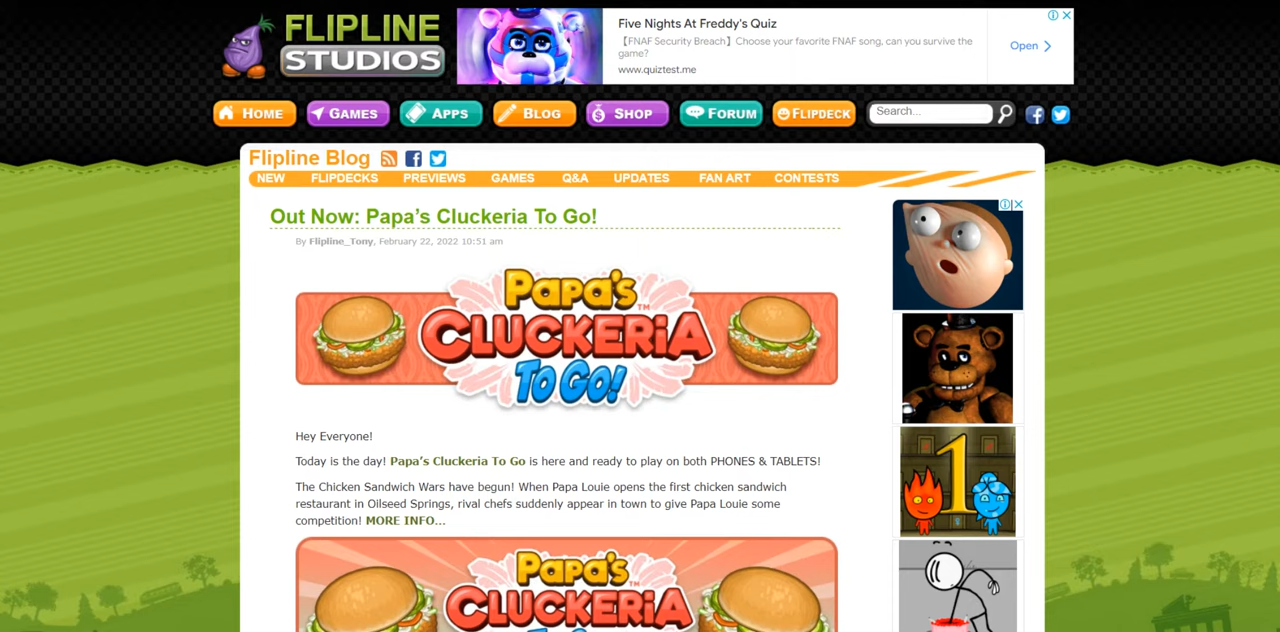 FLIPLINE
STUDIOS
Five Nights At Freddy's Quiz
【FNAF Security Breach】Choose your favorite FNAF song, can you survive the
game?
www.quiztest.me
Open
HOME
GAMES
APPS
BLOG
SHOP
FORUM
FLIPDECK
Search...
Flipline Blog
NEW
FLIPDECKS
PREVIEWS
GAMES
Q&A
UPDATES
FAN ART
CONTESTS
Out Now: Papa’s Cluckeria To Go!
By Flipline_Tony, February 22, 2022 10:51 am
Papa's
CLUCKERiA
To Go!
TM
Hey Everyone!
Today is the day! Papa’s Cluckeria To Go is here and ready to play on both PHONES & TABLETS!
The Chicken Sandwich Wars have begun! When Papa Louie opens the first chicken sandwich
restaurant in Oilseed Springs, rival chefs suddenly appear in town to give Papa Louie some
competition! MORE INFO…
Papa's
CLUCKERiA
TM
1